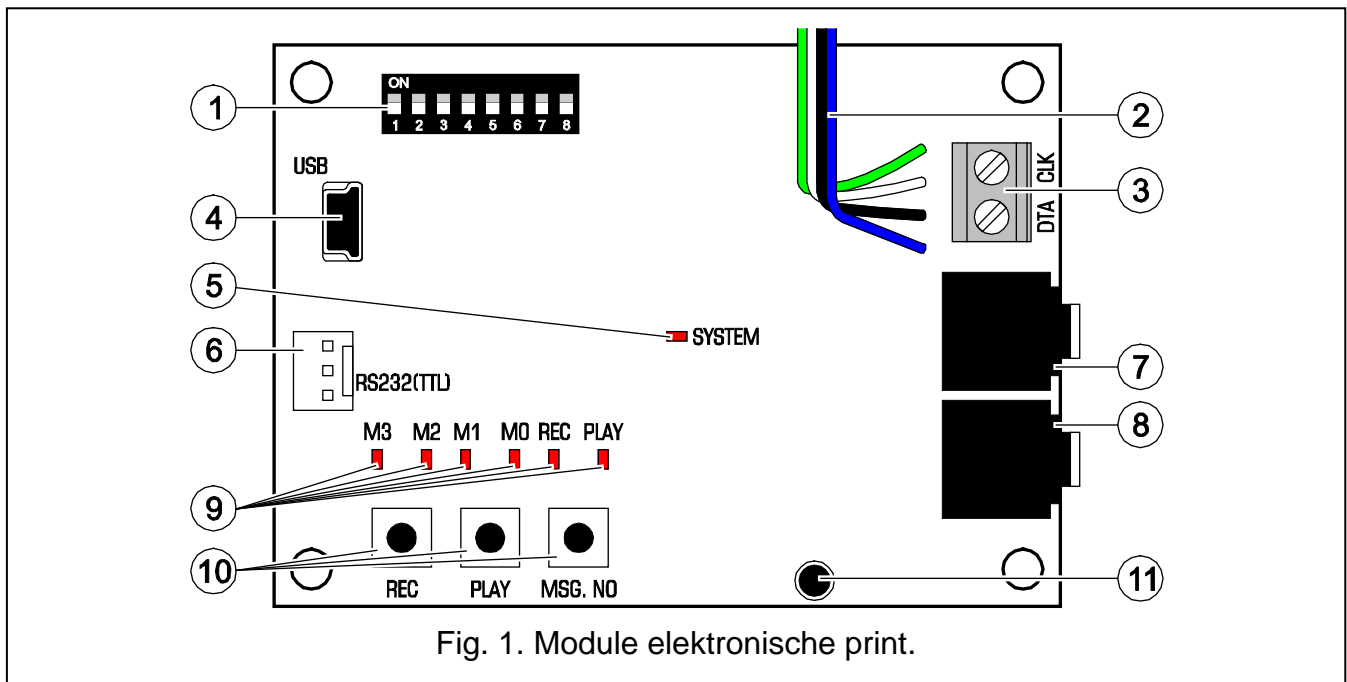 ON
1 2 3 4 5 6 7 8
1
2
3
CLK
DTA
USB
4
5
SYSTEM
6
RS232(TTL)
7
8
M3 M2 M1 M0 REC PLAY
9
10
REC PLAY MSG. NO
11
Fig. 1. Module elektronische print.